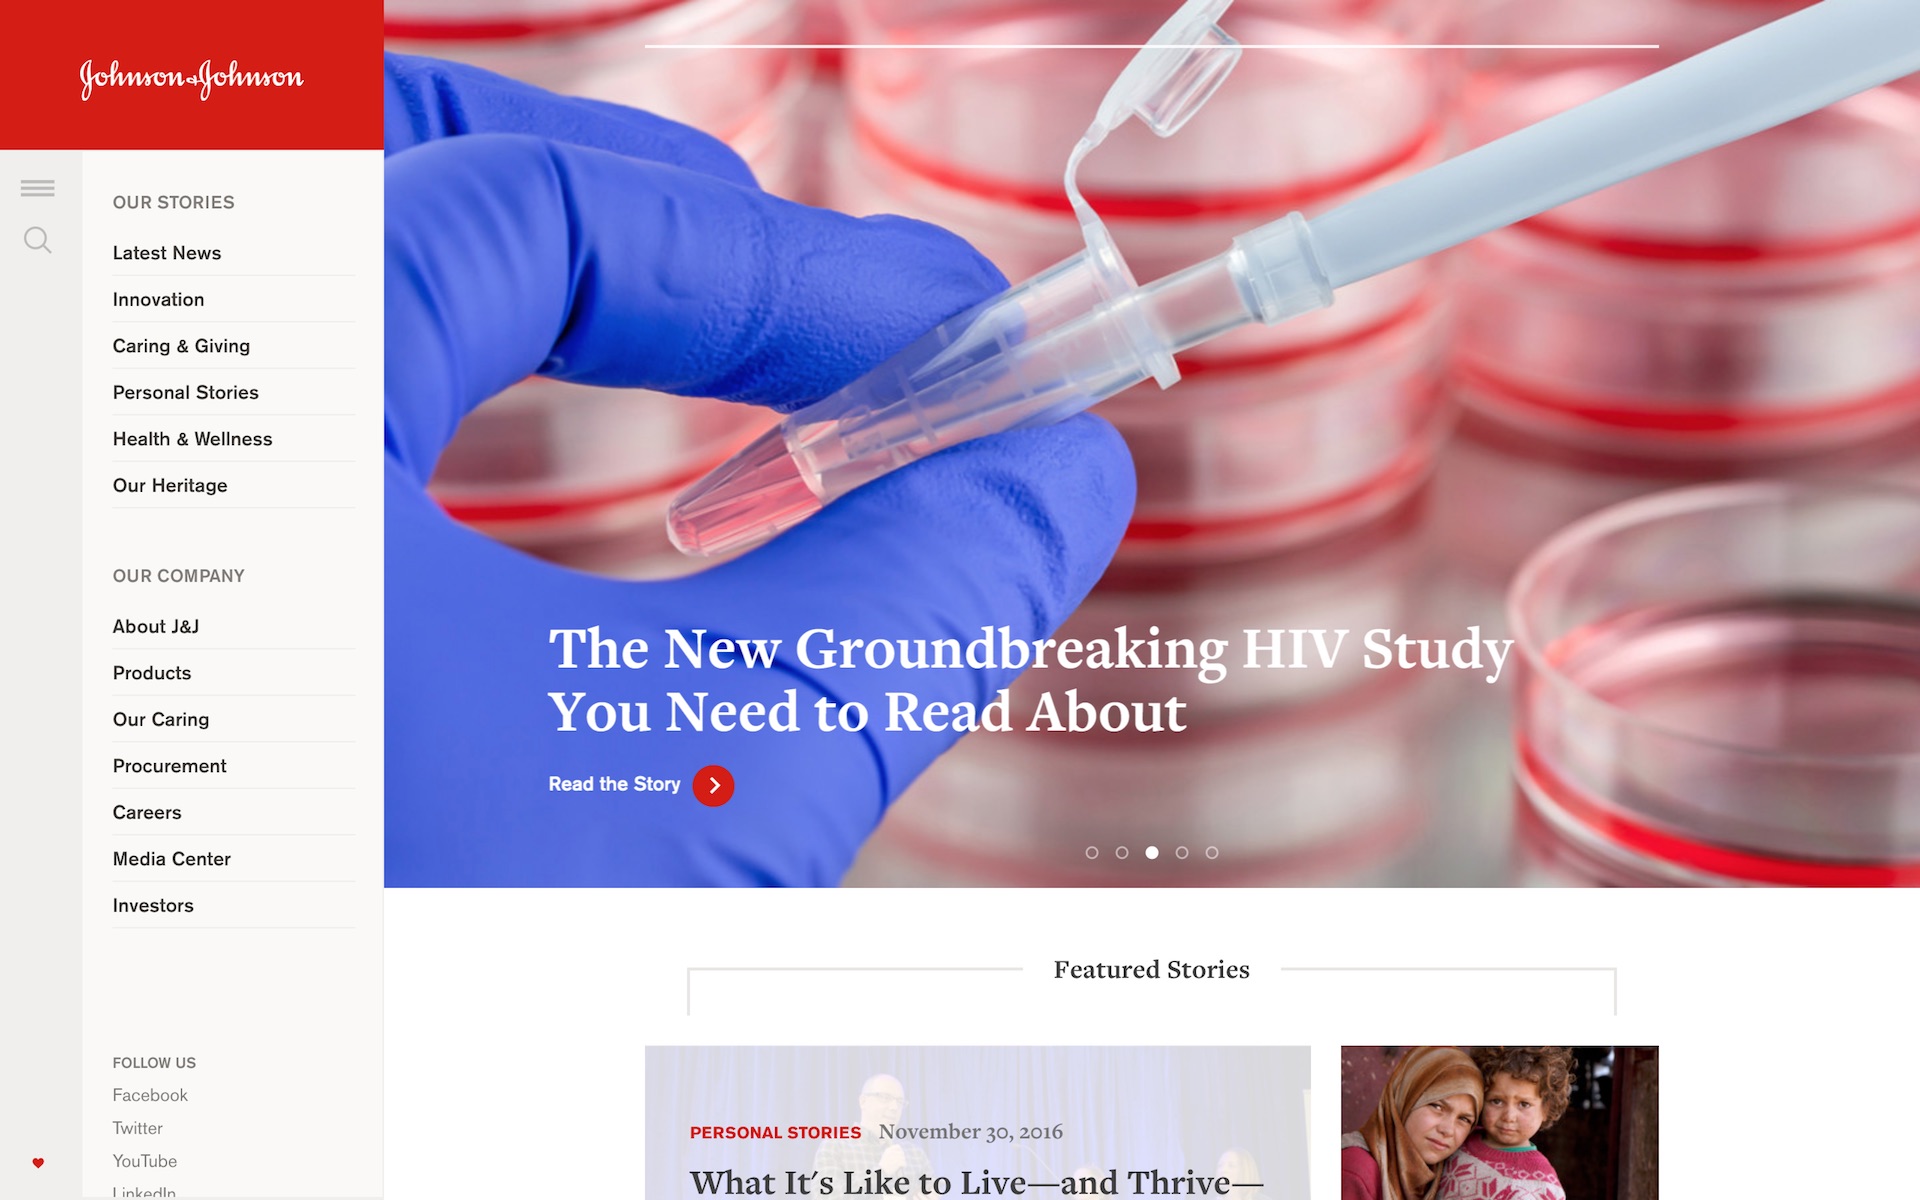 Johnson&Johnson
OUR STORIES
Latest News
Innovation
Caring & Giving
Personal Stories
Health & Wellness
Our Heritage
OUR COMPANY
About J&J
Products
Our Caring
Procurement
Careers
Media Center
Investors
FOLLOW US
Facebook
Twitter
YouTube
LinkedIn
The New Groundbreaking HIV Study
You Need to Read About
Read the Story
Featured Stories
PERSONAL STORIES November 30, 2016
What It's Like to Live—and Thrive—